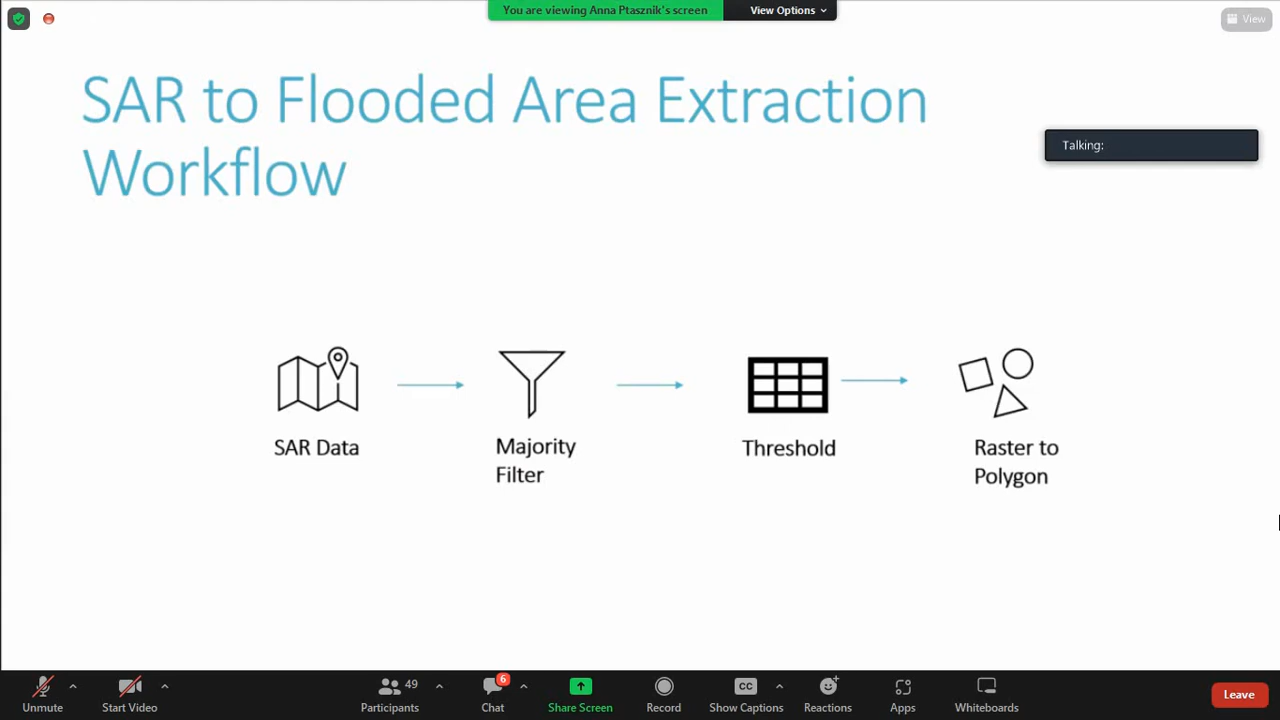 You are viewing Anna Ptasznik's screen
View Options
View
SAR to Flooded Area Extraction
Workflow
Talking:
SAR Data
Majority
Filter
Threshold
Raster to
Polygon
Unmute
Start Video
49
Participants
6
Chat
Share Screen
Record
CC
Show Captions
Reactions
Apps
Whiteboards
Leave